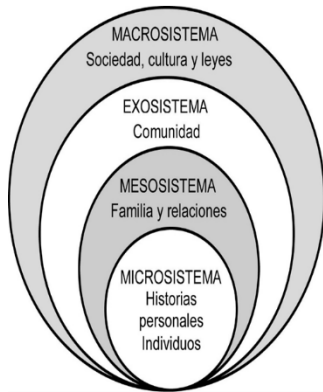 MACROSISTEMA
Sociedad, cultura y leyes
EXOSISTEMA
Comunidad
MESOSISTEMA
Familia y relaciones
MICROSISTEMA
Historias
personales
Individuos